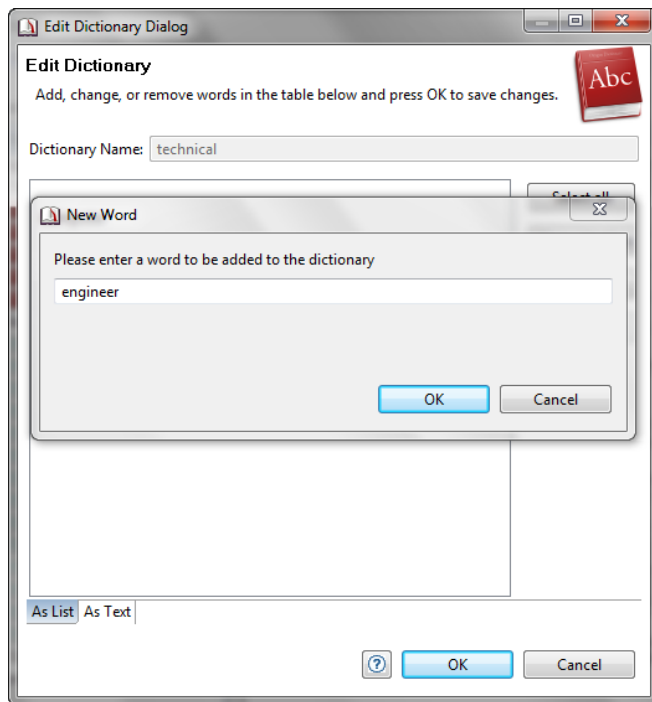 Edit Dictionary Dialog
Edit Dictionary
Abc
Add, change, or remove words in the table below and press OK to save changes.
Dictionary Name: technical
Select all
New Word
Please enter a word to be added to the dictionary
engineer
OK Cancel
As List As Text
OK Cancel